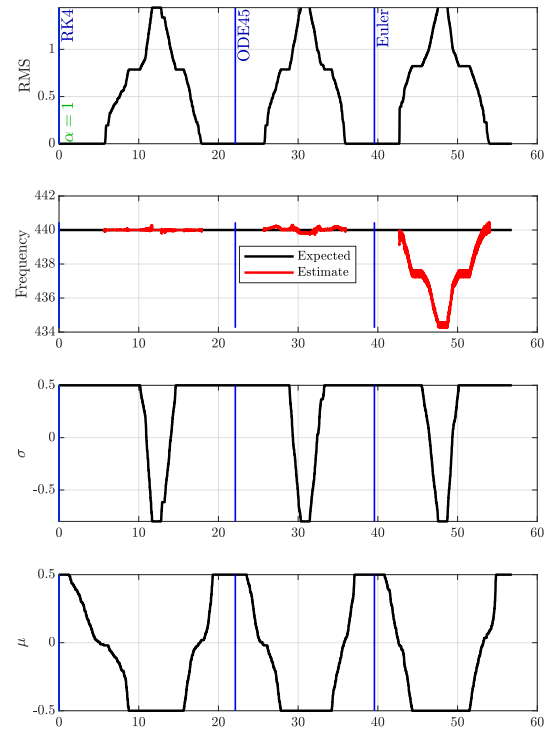 RK4
ODE45
Euler
α = 1
RMS
1
0.5
0
0 10 20 30 40 50 60
Frequency
442
440
438
436
434
Expected
Estimate
0 10 20 30 40 50 60
σ
0.5
0
-0.5
0 10 20 30 40 50 60
μ
0.5
0
-0.5
0 10 20 30 40 50 60